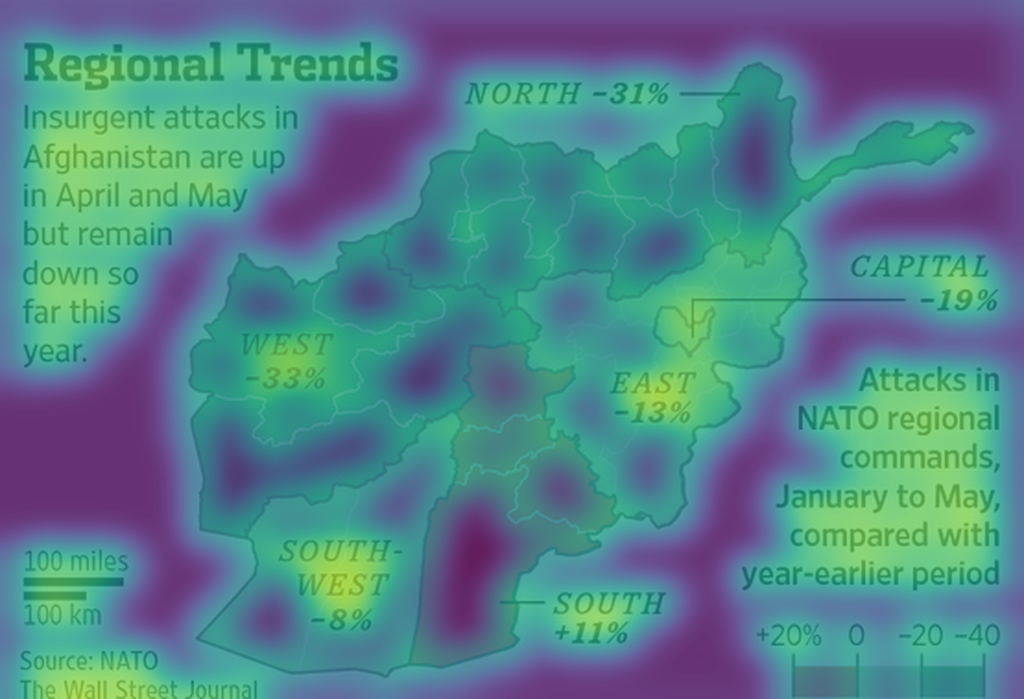 Regional Trends
Insurgent attacks in
Afghanistan are up
in April and May
but remain
down so
far this
year.
NORTH –31%
CAPITAL
–19%
WEST
–33%
EAST
–13%
Attacks in
NATO regional
commands,
January to May,
compared with
year-earlier period
SOUTH-
WEST
–8%
SOUTH
+11%
100 miles
100 km
+20% 0 –20 –40
Source: NATO
The Wall Street Journal